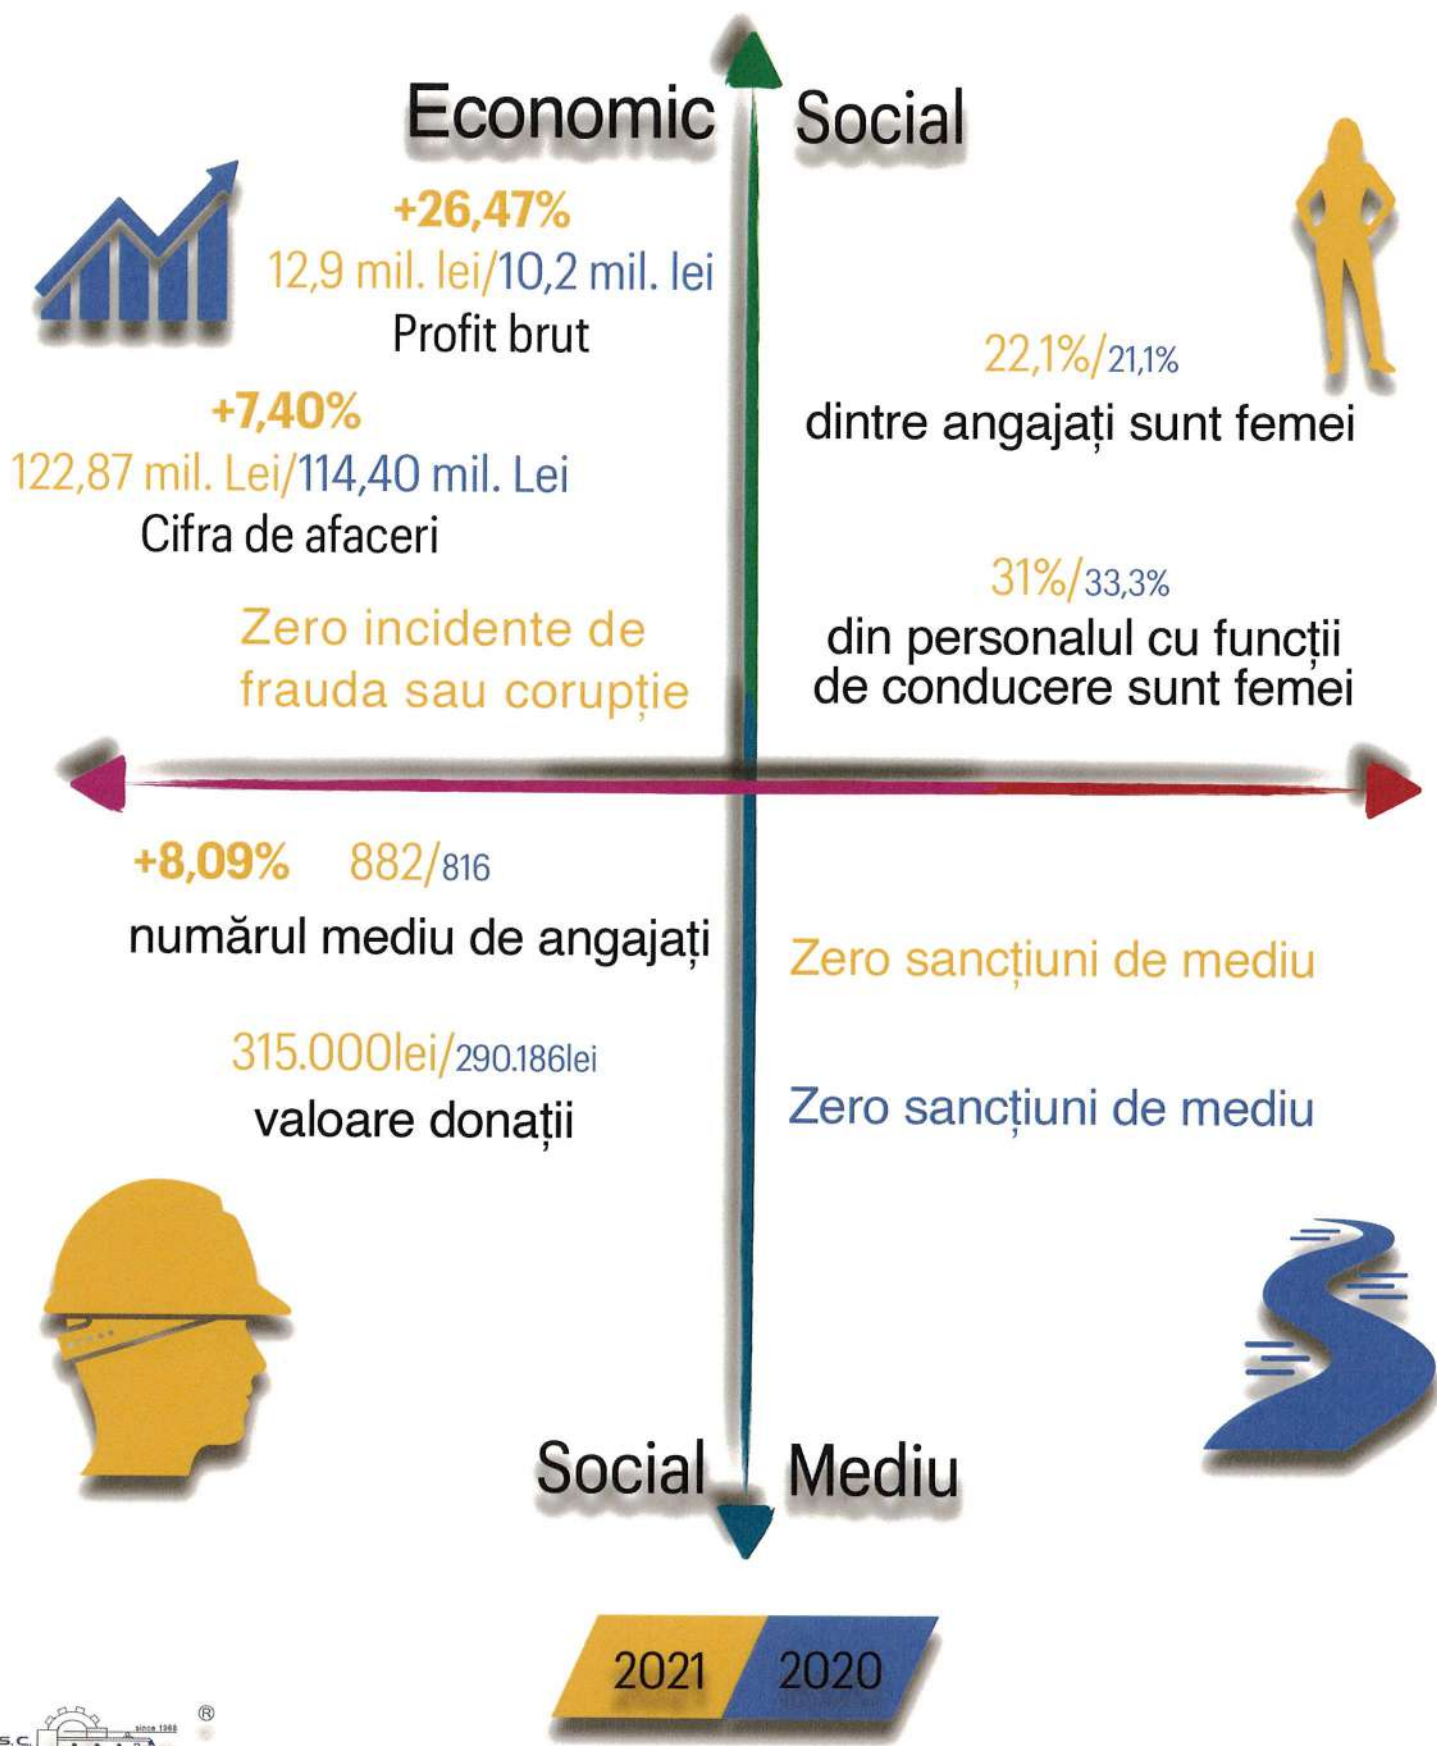 Economic
Social
+26,47%
12,9 mil. lei/10,2 mil. lei
Profit brut
+7,40%
122,87 mil. Lei/114,40 mil. Lei
Cifra de afaceri
Zero incidente de
frauda sau corupție
22,1%/21,1%
dintre angajați sunt femei
31%/33,3%
din personalul cu funcții
de conducere sunt femei
+8,09% 882/816
numărul mediu de angajați
315.000lei/290.186lei
valoare donații
Zero sancțiuni de mediu
Zero sancțiuni de mediu
Social
Mediu
2021
2020
since 1968
®
S.C.